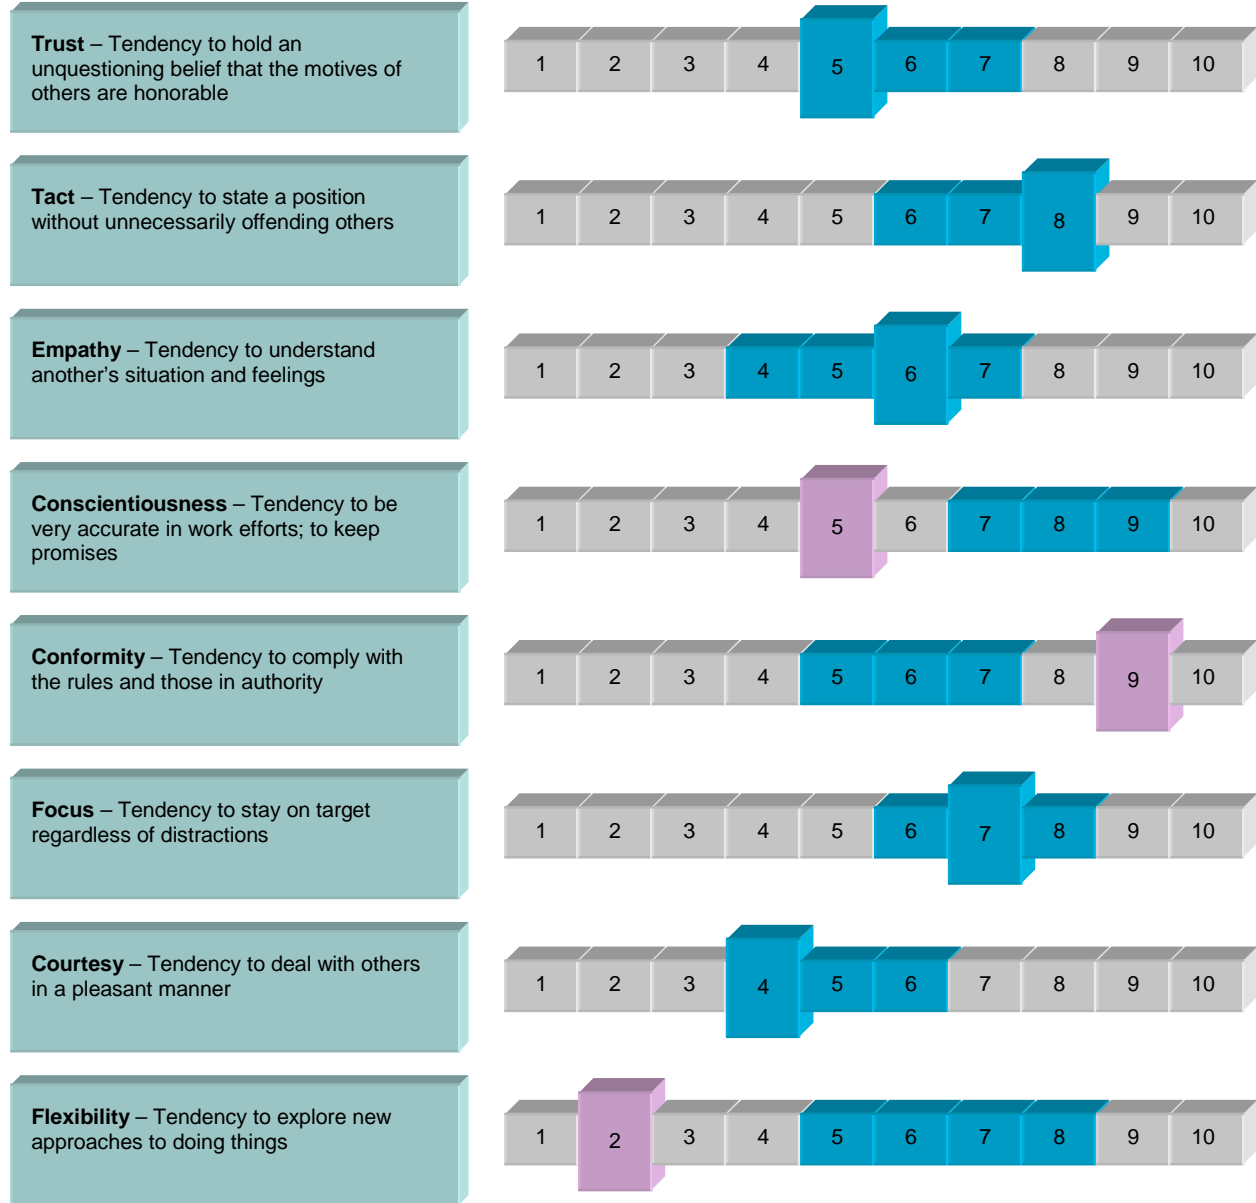 Trust – Tendency to hold an
unquestioning belief that the motives of
others are honorable
1 2 3 4 5 6 7 8 9 10
Tact – Tendency to state a position
without unnecessarily offending others
1 2 3 4 5 6 7 8 9 10
Empathy – Tendency to understand
another's situation and feelings
1 2 3 4 5 6 7 8 9 10
Conscientiousness – Tendency to be
very accurate in work efforts; to keep
promises
1 2 3 4 5 6 7 8 9 10
Conformity – Tendency to comply with
the rules and those in authority
1 2 3 4 5 6 7 8 9 10
Focus – Tendency to stay on target
regardless of distractions
1 2 3 4 5 6 7 8 9 10
Courtesy – Tendency to deal with others
in a pleasant manner
1 2 3 4 5 6 7 8 9 10
Flexibility – Tendency to explore new
approaches to doing things
1 2 3 4 5 6 7 8 9 10